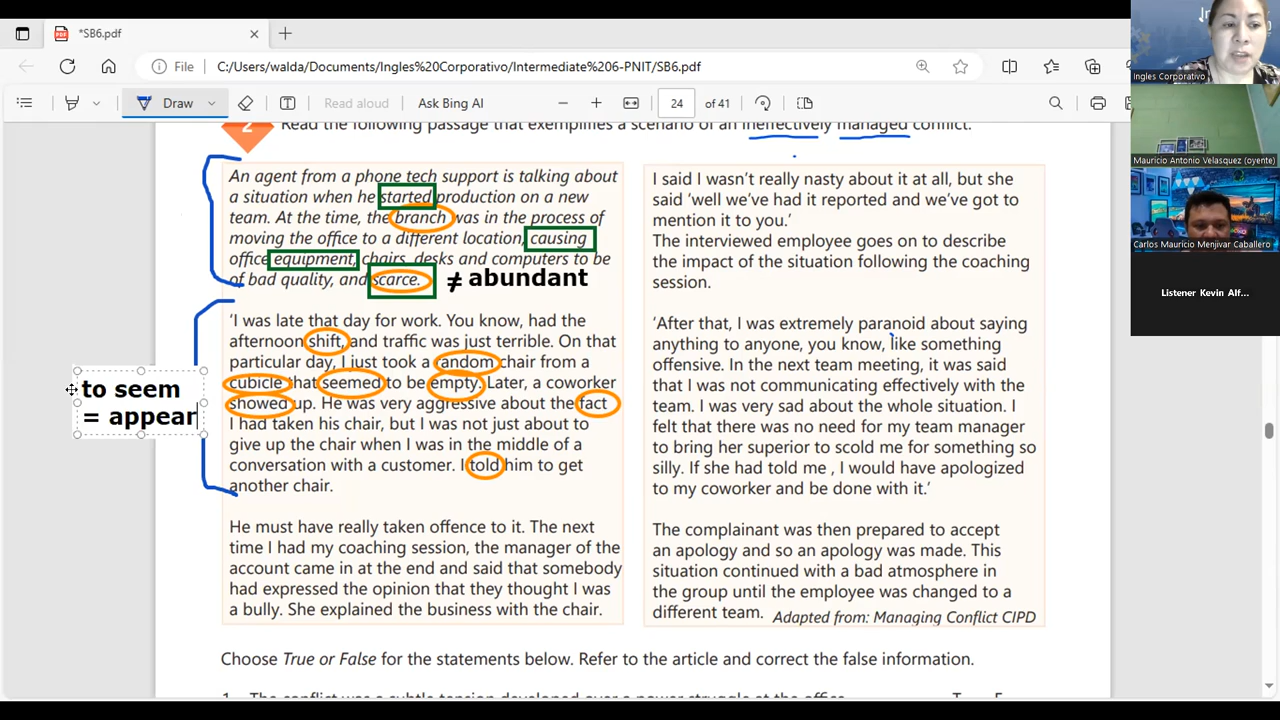 *SB6.pdf
File
C:/Users/walda/Documents/Ingles%20Corporativo/Intermediate%206-PNIT/SB6.pdf
Draw
Read aloud
Ask Bing AI
24
of 41
2
Read the following passage that exemplifies a scenario of an ineffectively managed conflict.
An agent from a phone tech support is talking about
a situation when he started production on a new
team. At the time, the branch was in the process of
moving the office to a different location, causing
office equipment, chairs, desks and computers to be
of bad quality, and scarce.
≠ abundant
'I was late that day for work. You know, had the
afternoon shift, and traffic was just terrible. On that
particular day, I just took a random chair from a
cubicle that seemed to be empty. Later, a coworker
showed up. He was very aggressive about the fact
I had taken his chair, but I was not just about to
give up the chair when I was in the middle of a
conversation with a customer. I told him to get
another chair.
to seem
= appear
He must have really taken offence to it. The next
time I had my coaching session, the manager of the
account came in at the end and said that somebody
had expressed the opinion that they thought I was
a bully. She explained the business with the chair.
I said I wasn't really nasty about it at all, but she
said 'well we've had it reported and we've got to
mention it to you.'
The interviewed employee goes on to describe
the impact of the situation following the coaching
session.
'After that, I was extremely paranoid about saying
anything to anyone, you know, like something
offensive. In the next team meeting, it was said
that I was not communicating effectively with the
team. I was very sad about the whole situation. I
felt that there was no need for my team manager
to bring her superior to scold me for something so
silly. If she had told me , I would have apologized
to my coworker and be done with it.'
The complainant was then prepared to accept
an apology and so an apology was made. This
situation continued with a bad atmosphere in
the group until the employee was changed to a
different team.
Adapted from: Managing Conflict CIPD
Choose True or False for the statements below. Refer to the article and correct the false information.
1. The conflict was a subtle tension developed over a power struggle at the office. T F
Ingles Corporativo
Mauricio Antonio Velasquez (oyente)
Carlos Mauricio Menjivar Caballero
Listener Kevin Alf...